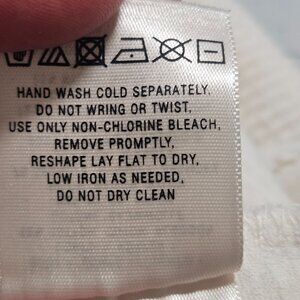 HAND WASH COLD SEPARATELY.
DO NOT WRING OR TWIST,
USE ONLY NON-CHLORINE BLEACH,
REMOVE PROMPTLY,
RESHAPE LAY FLAT TO DRY,
LOW IRON AS NEEDED,
DO NOT DRY CLEAN